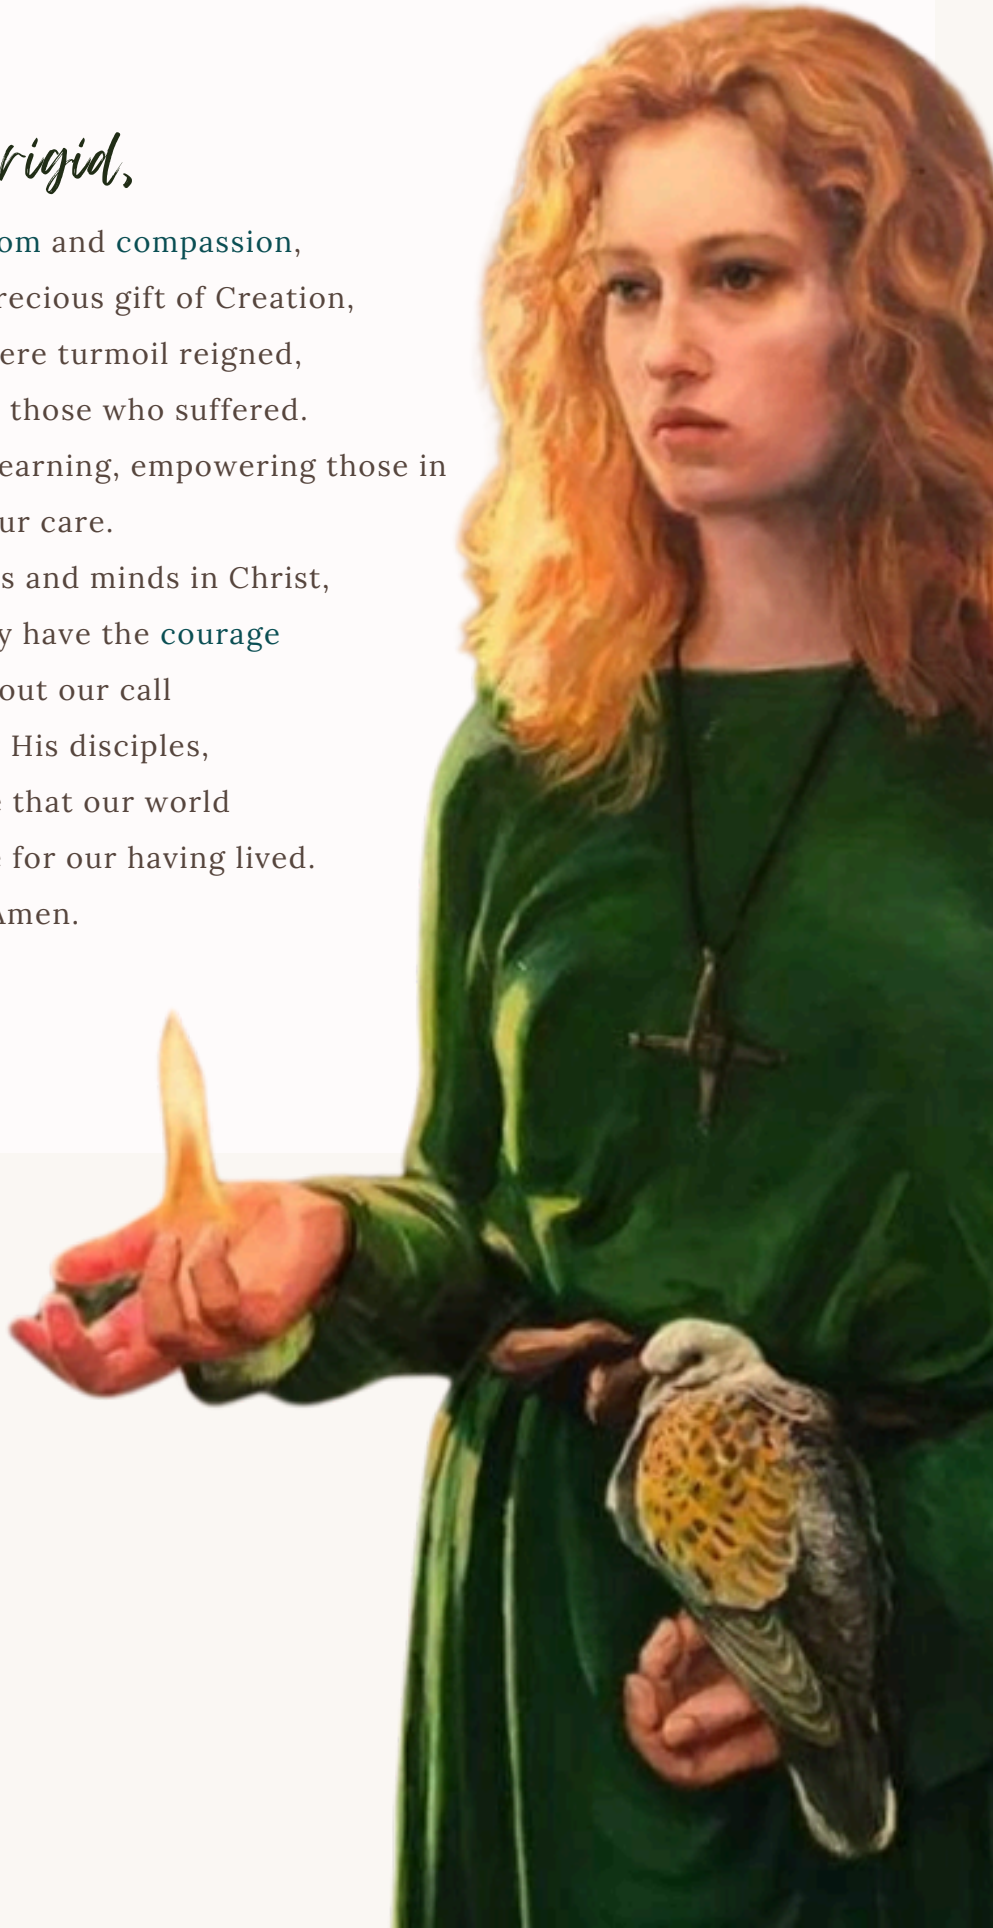 rigid,
om and compassion,
recious gift of Creation,
ere turmoil reigned,
those who suffered.
earning, empowering those in
ur care.
s and minds in Christ,
y have the courage
out our call
His disciples,
that our world
for our having lived.
Amen.